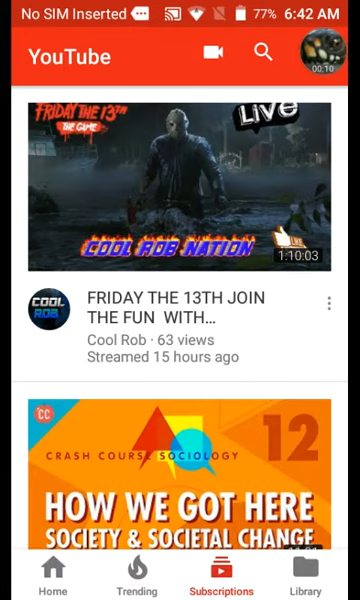 No SIM Inserted
77% 6:42 AM
YouTube
00:10
FRIDAY THE 13TH
THE GAME
LIVE
COOL ROB NATION
1:10:03
COOL
ROB
FRIDAY THE 13TH JOIN
THE FUN WITH...
Cool Rob · 63 views
Streamed 15 hours ago
CC
12
CRASH COURSE SOCIOLOGY
HOW WE GOT HERE
SOCIETY & SOCIETAL CHANGE
Home
Trending
Subscriptions
Library